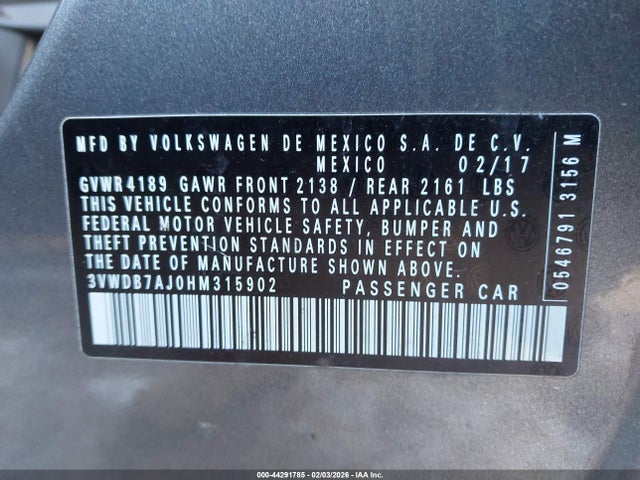 MFD BY VOLKSWAGEN DE MEXICO S.A. DE C.V.
MEXICO 02/17
GVWR 4189 GAWR FRONT 2138 / REAR 2161 LBS
THIS VEHICLE CONFORMS TO ALL APPLICABLE U.S.
FEDERAL MOTOR VEHICLE SAFETY, BUMPER AND
THEFT PREVENTION STANDARDS IN EFFECT ON
THE DATE OF MANUFACTURE SHOWN ABOVE.
3VWDB7AJ0HM315902 PASSENGER CAR
0546791 3156 M
000-44291785 - 02/03/2026 - IAA Inc.